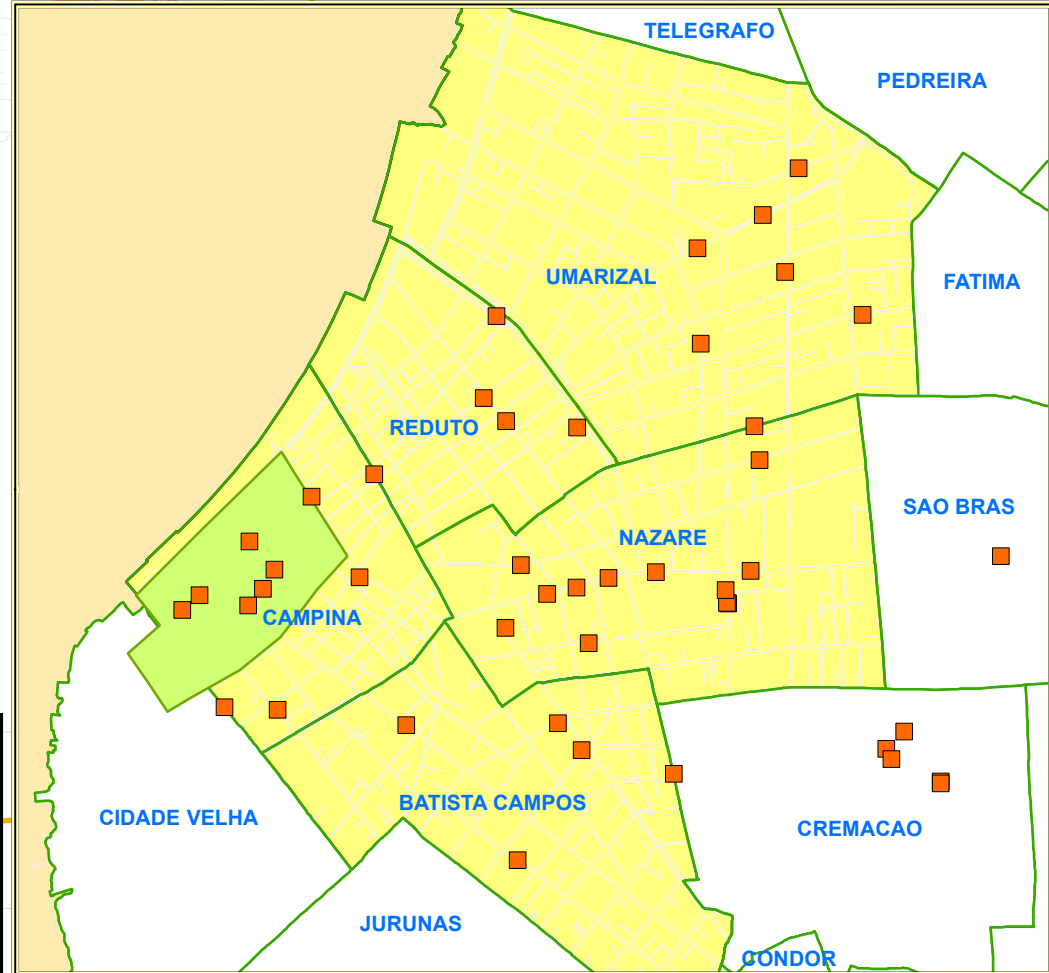 TELEGRAFO
PEDREIRA
UMARIZAL
FATIMA
REDUTO
SAO BRAS
NAZARE
CAMPINA
BATISTA CAMPOS
CIDADE VELHA
CREMACAO
JURUNAS
CONDOR